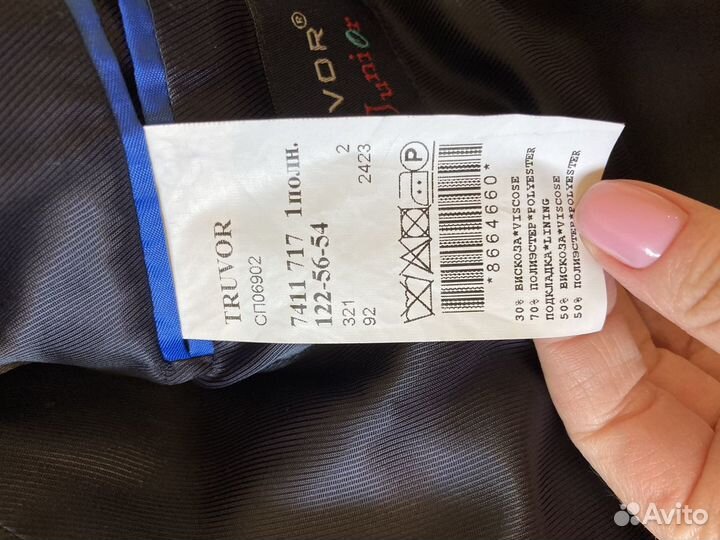 VOR®
Junior
TRUVOR
СП06902
7411 717 1полн. 2
122-56-54 2423
321
92
P
*8664660*
30% ВИСКОЗА*VISCOSE
70% ПОЛИЭСТЕР*POLYESTER
ПОДКЛАДКА*LINING
50% ВИСКОЗА*VISCOSE
50% ПОЛИЭСТЕР*POLYESTER
Avito